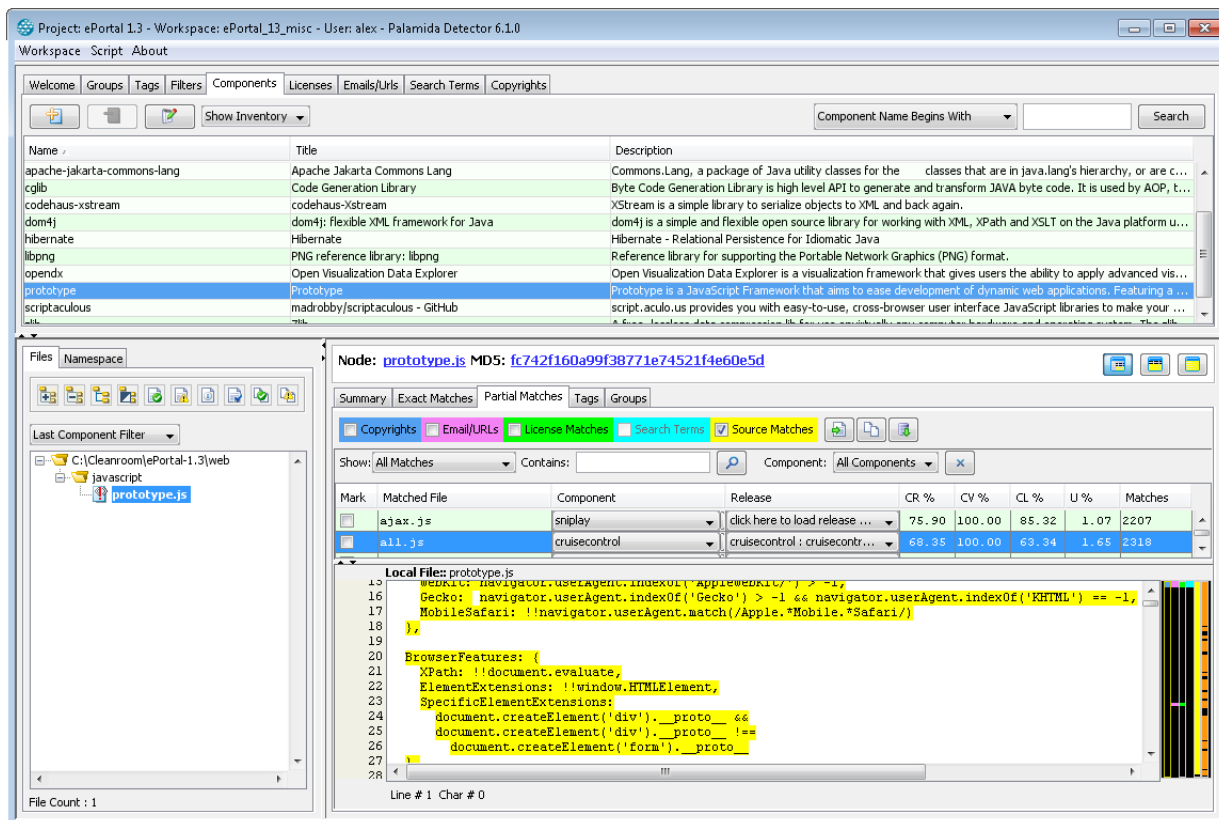 Project: ePortal 1.3 - Workspace: ePortal_13_misc - User: alex - Palamida Detector 6.1.0
Workspace Script About
Welcome Groups Tags Filters Components Licenses Emails/Urls Search Terms Copyrights
Show Inventory Component Name Begins With Search
Name Title Description
apache-jakarta-commons-lang Apache Jakarta Commons Lang Commons.Lang, a package of Java utility classes for the classes that are in java.lang's hierarchy, or are c...
cglib Code Generation Library Byte Code Generation Library is high level API to generate and transform JAVA byte code. It is used by AOP, t...
codehaus-xstream codehaus-Xstream XStream is a simple library to serialize objects to XML and back again.
dom4j dom4j: flexible XML framework for Java dom4j is a simple and flexible open source library for working with XML, XPath and XSLT on the Java platform u...
hibernate Hibernate Hibernate - Relational Persistence for Idiomatic Java
libpng PNG reference library: libpng Reference library for supporting the Portable Network Graphics (PNG) format.
opendx Open Visualization Data Explorer Open Visualization Data Explorer is a visualization framework that gives users the ability to apply advanced vis...
prototype Prototype Prototype is a JavaScript Framework that aims to ease development of dynamic web applications. Featuring a ...
scriptaculous madrobby/scriptaculous - GitHub script.aculo.us provides you with easy-to-use, cross-browser user interface JavaScript libraries to make your ...
Files Namespace
Last Component Filter
C:\Cleanroom\ePortal-1.3\web
javascript
prototype.js
File Count : 1
Node: prototype.js MD5: fc742f160a99f38771e74521f4e60e5d
Summary Exact Matches Partial Matches Tags Groups
Copyrights Email/URLs License Matches Search Terms Source Matches
Show: All Matches Contains: Component: All Components
Mark Matched File Component Release CR % CV % CL % U % Matches
ajax.js sniplay click here to load release ... 75.90 100.00 85.32 1.07 2207
all.js cruisecontrol cruisecontrol : cruisecontr... 68.35 100.00 63.34 1.65 2318
Local File:: prototype.js
15 WebKit: navigator.userAgent.indexOf('AppleWebKit/') > -1,
16 Gecko: navigator.userAgent.indexOf('Gecko') > -1 && navigator.userAgent.indexOf('KHTML') == -1,
17 MobileSafari: !!navigator.userAgent.match(/Apple.*Mobile.*Safari/)
18 },
19
20 BrowserFeatures: {
21 XPath: !!document.evaluate,
22 ElementExtensions: !!window.HTMLElement,
23 SpecificElementExtensions:
24 document.createElement('div').__proto__ &&
25 document.createElement('div').__proto__ !==
26 document.createElement('form').__proto__
27 }
28
Line # 1 Char # 0